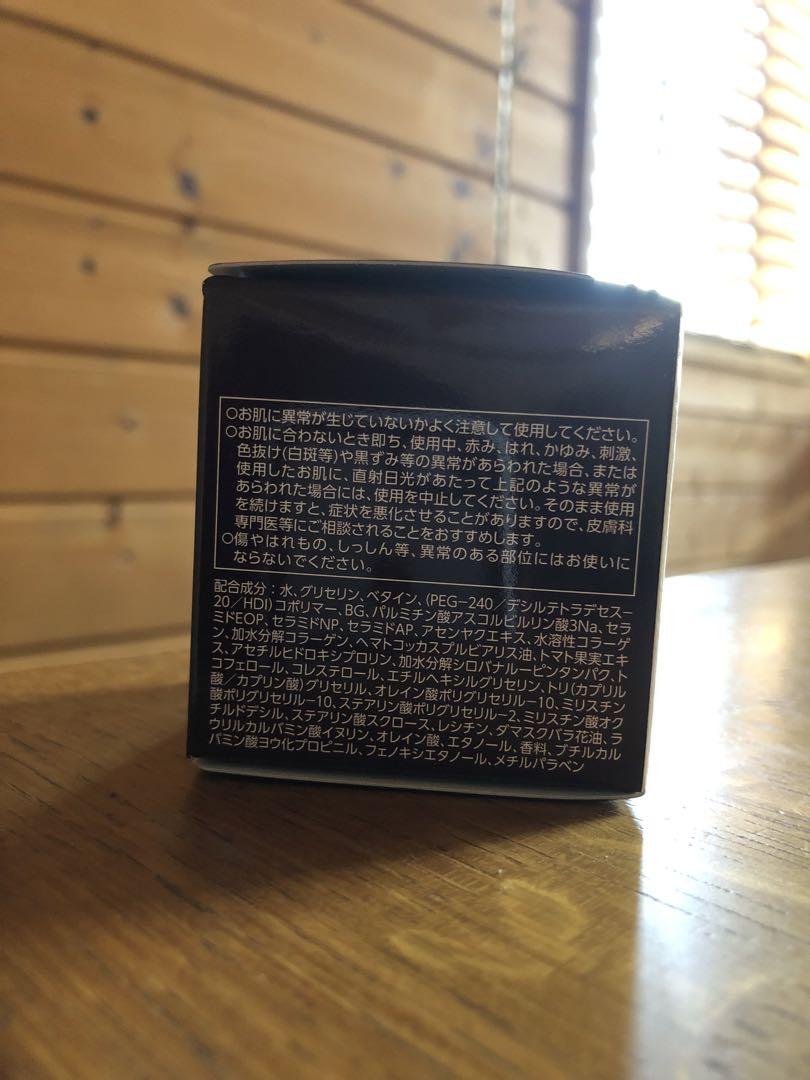 ○お肌に異常が生じていないかよく注意して使用してください。
○お肌に合わないとき即ち、使用中、赤み、はれ、かゆみ、刺激、
色抜け(白斑等)や黒ずみ等の異常があらわれた場合、または
使用したお肌に、直射日光があたって上記のような異常が
あらわれた場合には、使用を中止してください。そのまま使用
を続けますと、症状を悪化させることがありますので、皮膚科
専門医等にご相談されることをおすすめします。
○傷やはれもの、しっしん等、異常のある部位にはお使いに
ならないでください。
配合成分:水、グリセリン、ベタイン、(PEG-240/デシルテトラデセス-
20/HDI)コポリマー、BG、パルミチン酸アスコルビルリン酸3Na、セラ
ミドEOP、セラミドNP、セラミドAP、アセンヤクエキス、水溶性コラーゲ
ン、加水分解コラーゲン、ヘマトコッカスプルビアリス油、トマト果実エキ
ス、アセチルヒドロキシプロリン、加水分解シロバナルーピンタンパク、ト
コフェロール、コレステロール、エチルヘキシルグリセリン、トリ(カプリル
酸/カプリン酸)グリセリル、オレイン酸ポリグリセリル-10、ミリスチン
酸ポリグリセリル-10、ステアリン酸ポリグリセリル-2、ミリスチン酸オク
チルドデシル、ステアリン酸スクロース、レシチン、ダマスクバラ花油、ラ
ウリルカルバミン酸イヌリン、オレイン酸、エタノール、香料、ブチルカル
バミン酸ヨウ化プロピニル、フェノキシエタノール、メチルパラベン